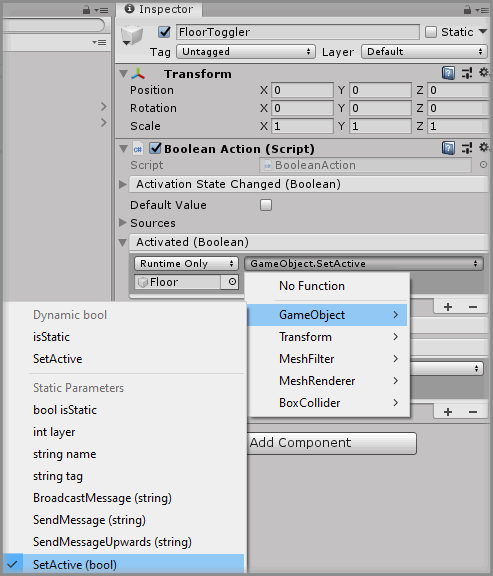 Inspector
FloorToggler
Static
Tag Untagged Layer Default
Transform
Position X 0 Y 0 Z 0
Rotation X 0 Y 0 Z 0
Scale X 1 Y 1 Z 1
Boolean Action (Script)
Script BooleanAction
Activation State Changed (Boolean)
Default Value
Sources
Activated (Boolean)
Runtime Only GameObject.SetActive
Floor
No Function
GameObject
Transform
MeshFilter
MeshRenderer
BoxCollider
Dynamic bool
isStatic
SetActive
Static Parameters
bool isStatic
int layer
string name
string tag
BroadcastMessage (string)
SendMessage (string)
SendMessageUpwards (string)
SetActive (bool)
Add Component